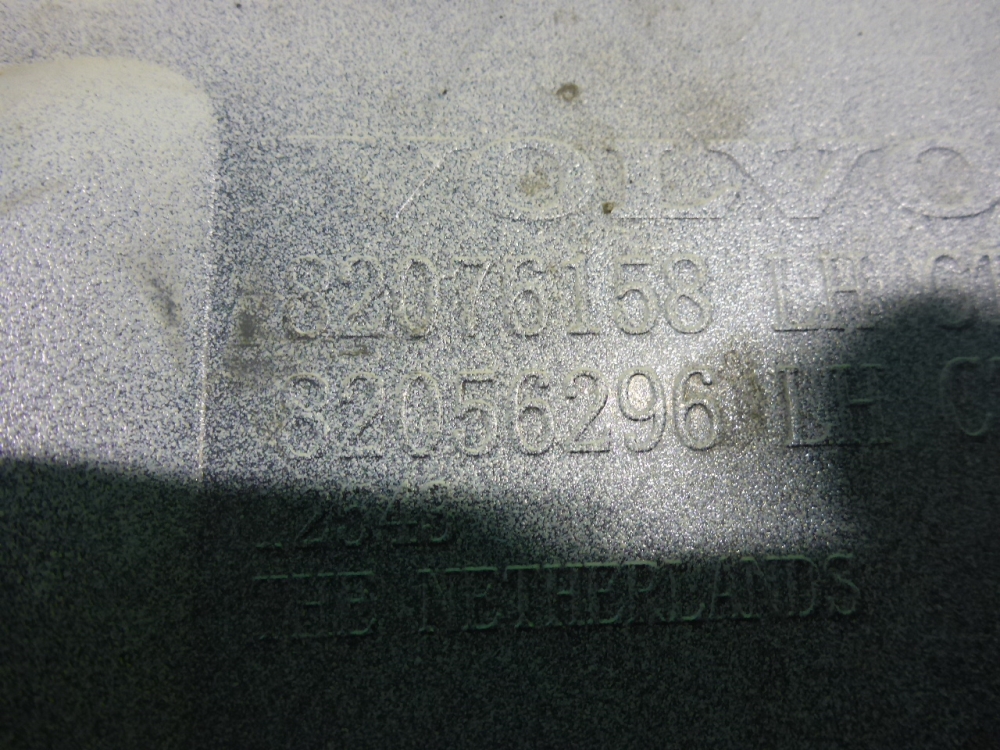 VOLVO
82076158 LH
82056296 LH
THE NETHERLANDS